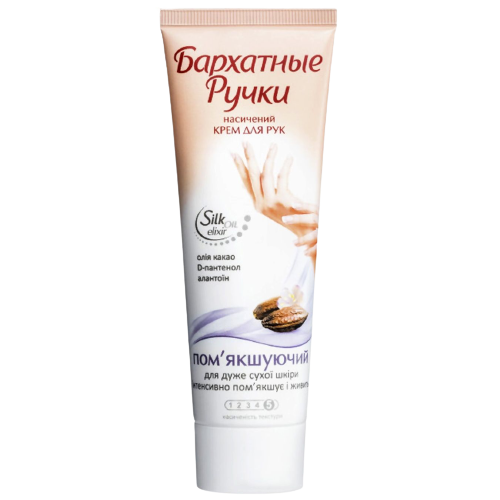 Бархатные
Ручки
насичений
КРЕМ ДЛЯ РУК
Silk OIL
elixir
олія какао
D-пантенол
алантоїн
пом'якшуючий
для дуже сухої шкіри
нтенсивно пом'якшує і живить
1 2 3 4 5